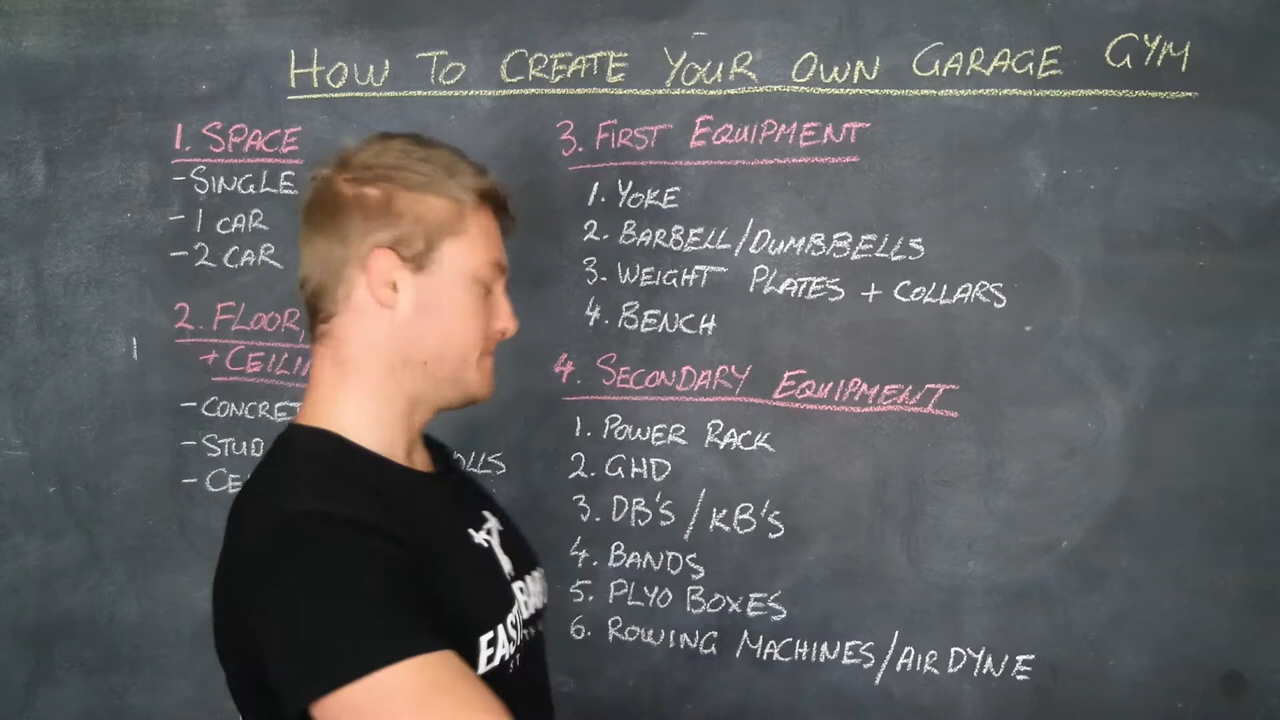 HOW TO CREATE YOUR OWN GARAGE GYM
1. SPACE
- SINGLE
- 1 CAR
- 2 CAR
2. FLOOR,
+ CEILI
- CONCRET
- STUD
- CE
3. FIRST EQUIPMENT
1. YOKE
2. BARBELL/DUMBBELLS
3. WEIGHT PLATES + COLLARS
4. BENCH
4. SECONDARY EQUIPMENT
1. POWER RACK
2. GHD
3. DB'S / KB'S
4. BANDS
5. PLYO BOXES
6. ROWING MACHINES/AIRDYNE
EAST